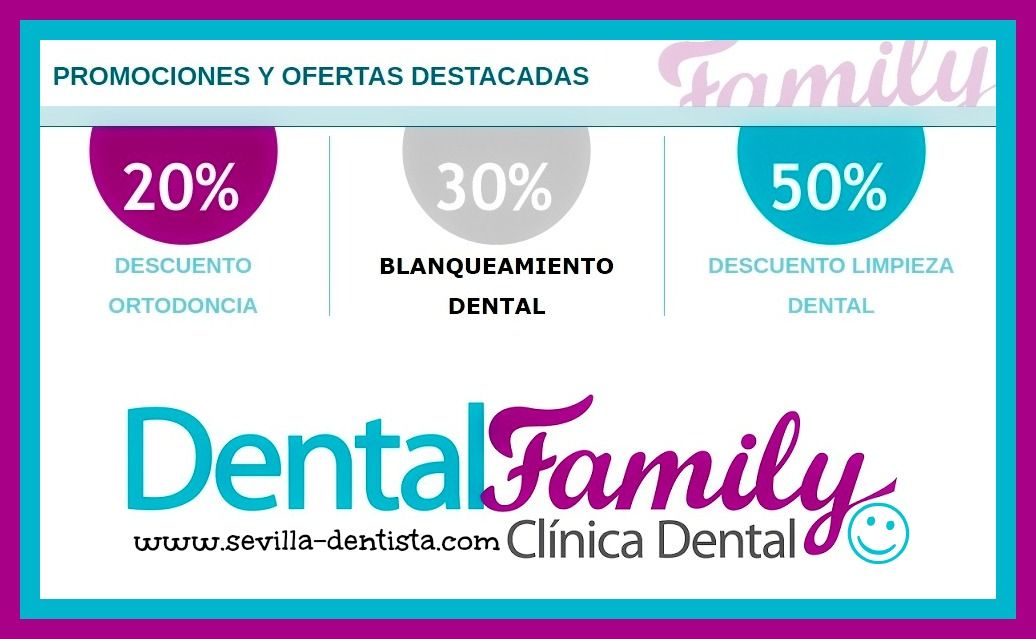 PROMOCIONES Y OFERTAS DESTACADAS
Family
20%
DESCUENTO
ORTODONCIA
30%
BLANQUEAMIENTO
DENTAL
50%
DESCUENTO LIMPIEZA
DENTAL
DentalFamily
www.sevilla-dentista.com Clínica Dental